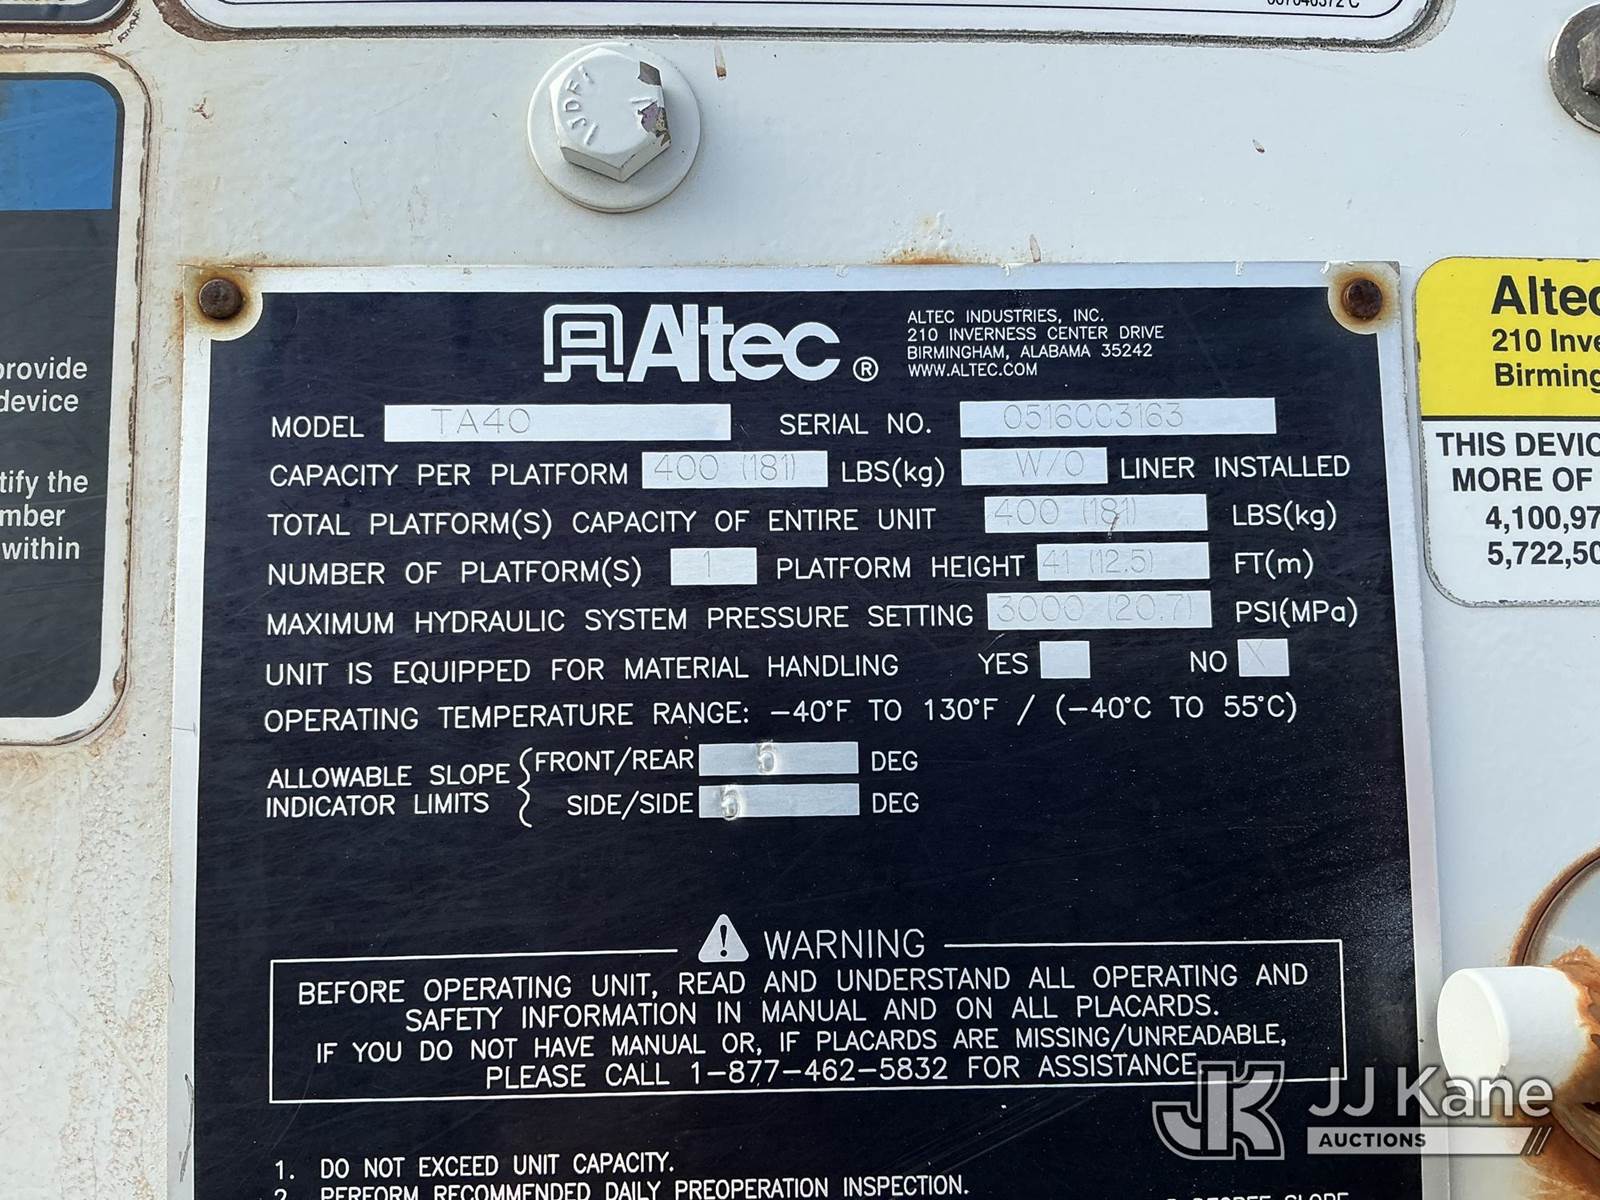 087046372 C
JDF
provide
device
tify the
mber
within
Altec®
ALTEC INDUSTRIES, INC.
210 INVERNESS CENTER DRIVE
BIRMINGHAM, ALABAMA 35242
WWW.ALTEC.COM
MODEL TA40 SERIAL NO. 0516CC3163
CAPACITY PER PLATFORM 400 (181) LBS(kg) W/O LINER INSTALLED
TOTAL PLATFORM(S) CAPACITY OF ENTIRE UNIT 400 (181) LBS(kg)
NUMBER OF PLATFORM(S) 1 PLATFORM HEIGHT 41 (12.5) FT(m)
MAXIMUM HYDRAULIC SYSTEM PRESSURE SETTING 3000 (20.7) PSI(MPa)
UNIT IS EQUIPPED FOR MATERIAL HANDLING YES NO X
OPERATING TEMPERATURE RANGE: -40°F TO 130°F / (-40°C TO 55°C)
ALLOWABLE SLOPE INDICATOR LIMITS
FRONT/REAR 5 DEG
SIDE/SIDE 5 DEG
WARNING
BEFORE OPERATING UNIT, READ AND UNDERSTAND ALL OPERATING AND
SAFETY INFORMATION IN MANUAL AND ON ALL PLACARDS.
IF YOU DO NOT HAVE MANUAL OR, IF PLACARDS ARE MISSING/UNREADABLE,
PLEASE CALL 1-877-462-5832 FOR ASSISTANCE
1. DO NOT EXCEED UNIT CAPACITY.
2. PERFORM RECOMMENDED DAILY PREOPERATION INSPECTION.
5 DEGREE SLOPE
Altec
210 Inve
Birming
THIS DEVIC
MORE OF
4,100,97
5,722,50
JK JJ Kane
AUCTIONS